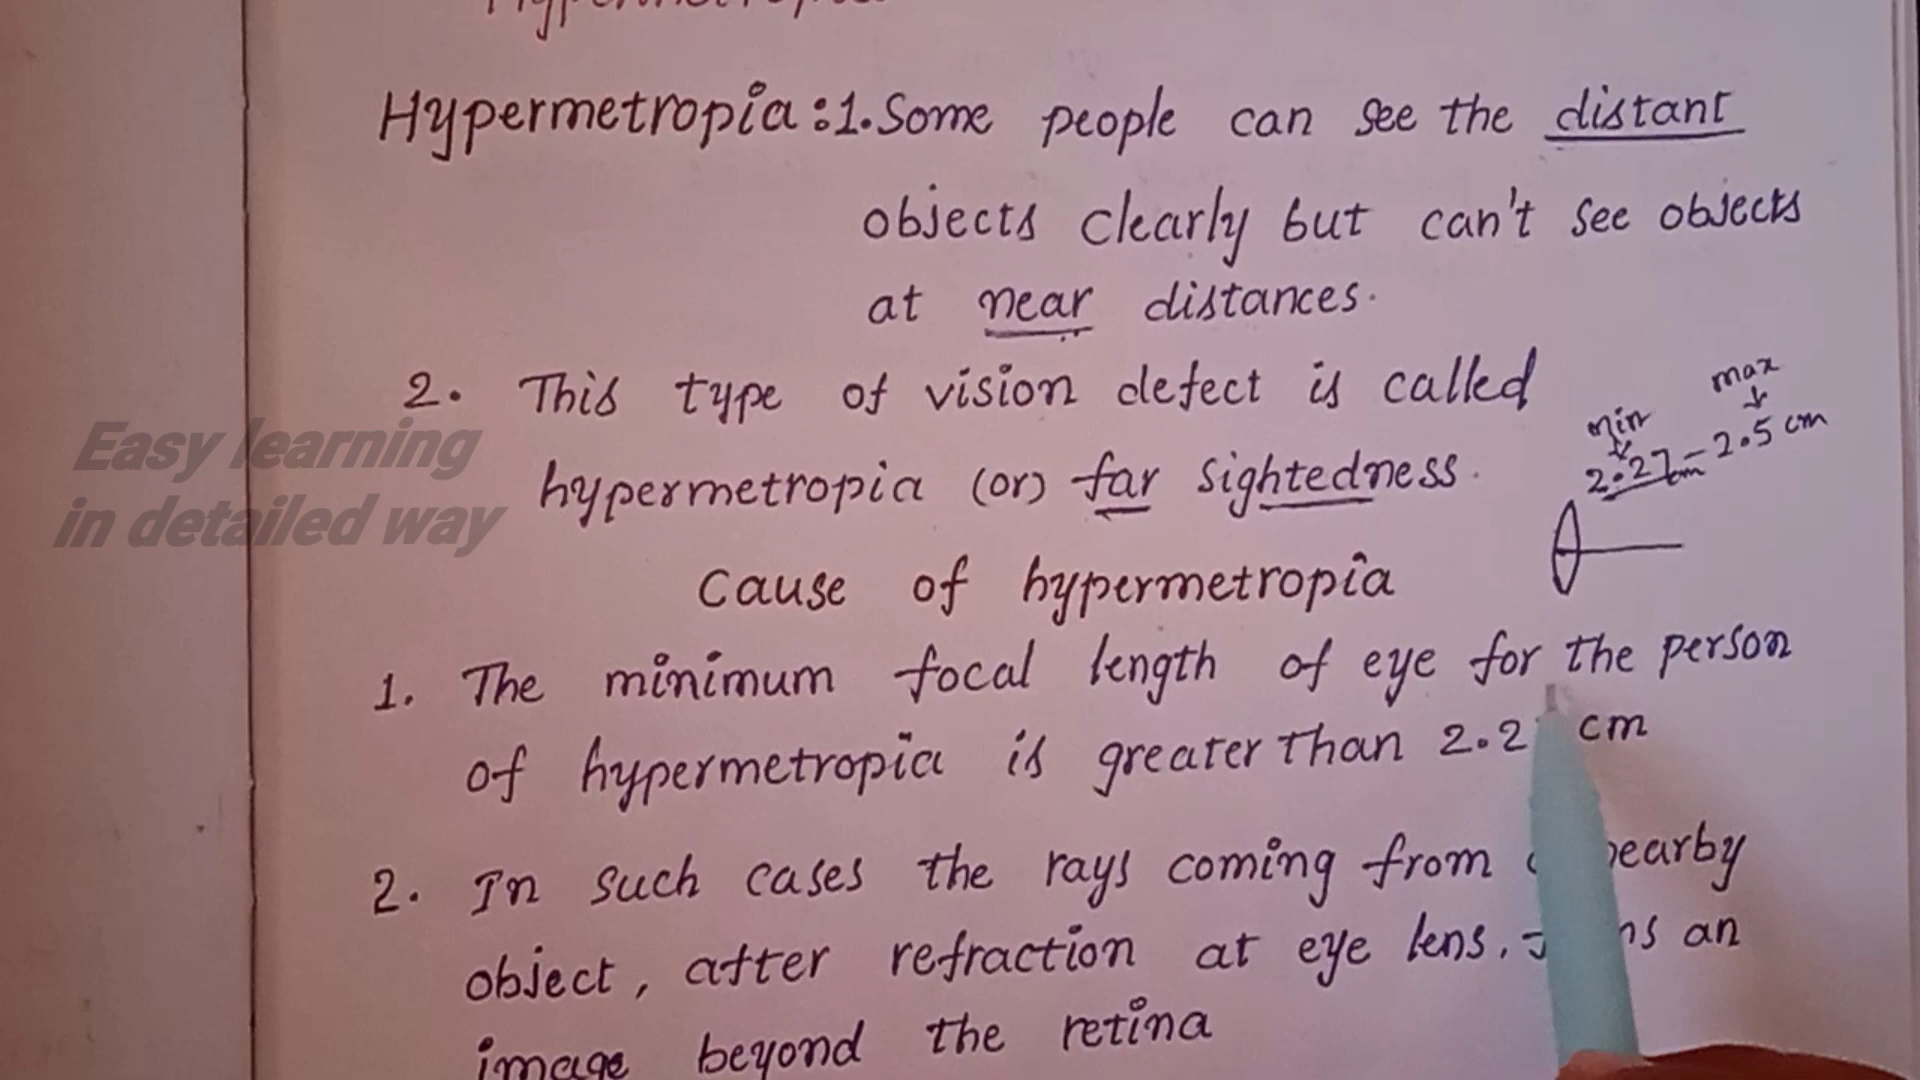 Hypermetropia
Hypermetropia:1.Some people can see the distant
objects clearly but can't see objects
at near distances.
2. This type of vision defect is called
hypermetropia (or) far sightedness.
max
min
2.27cm-2.5 cm
Easy learning
in detailed way
Cause of hypermetropia
1. The minimum focal length of eye for the person
of hypermetropia is greater than 2.2 cm
2. In such cases the rays coming from nearby
object, after refraction at eye lens, an
image beyond the retina